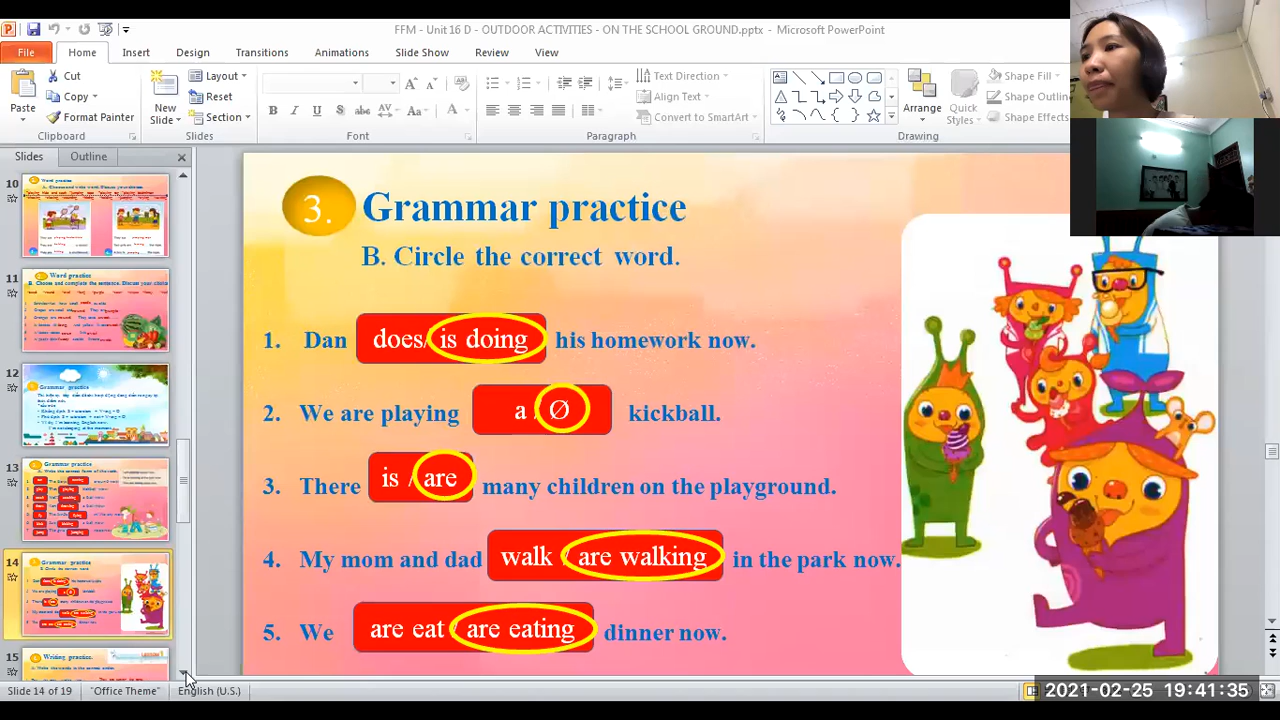 FFM - Unit 16 D - OUTDOOR ACTIVITIES - ON THE SCHOOL GROUND.pptx - Microsoft PowerPoint
File Home Insert Design Transitions Animations Slide Show Review View
Cut
Copy
Format Painter
Paste
Clipboard
New Slide
Layout
Reset
Section
Slides
B I U S abc AV Aa A
Font
Text Direction
Align Text
Convert to SmartArt
Paragraph
Arrange
Quick Styles
Shape Fill
Shape Outlin
Shape Effects
Drawing
Slides Outline
10
11
12
13
14
15
3. Grammar practice
B. Circle the correct word.
1. Dan does/ is doing his homework now.
2. We are playing a / Ø kickball.
3. There is / are many children on the playground.
4. My mom and dad walk / are walking in the park now.
5. We are eat / are eating dinner now.
Slide 14 of 19 "Office Theme" English (U.S.)
2021-02-25 19:41:35